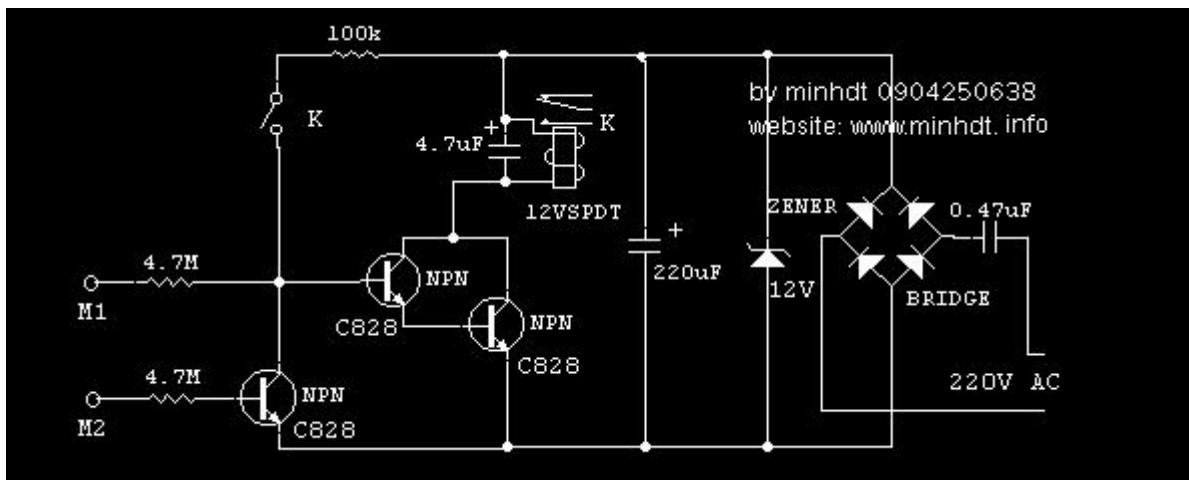 100k
by minhdt 0904250638
K
K
website: www.minhdt. info
4.7uF
+
12VSPDT
ZENER
0.47uF
+
4.7M
NPN
220uF
12V
BRIDGE
M1
C828
NPN
C828
4.7M
NPN
220V AC
M2
C828